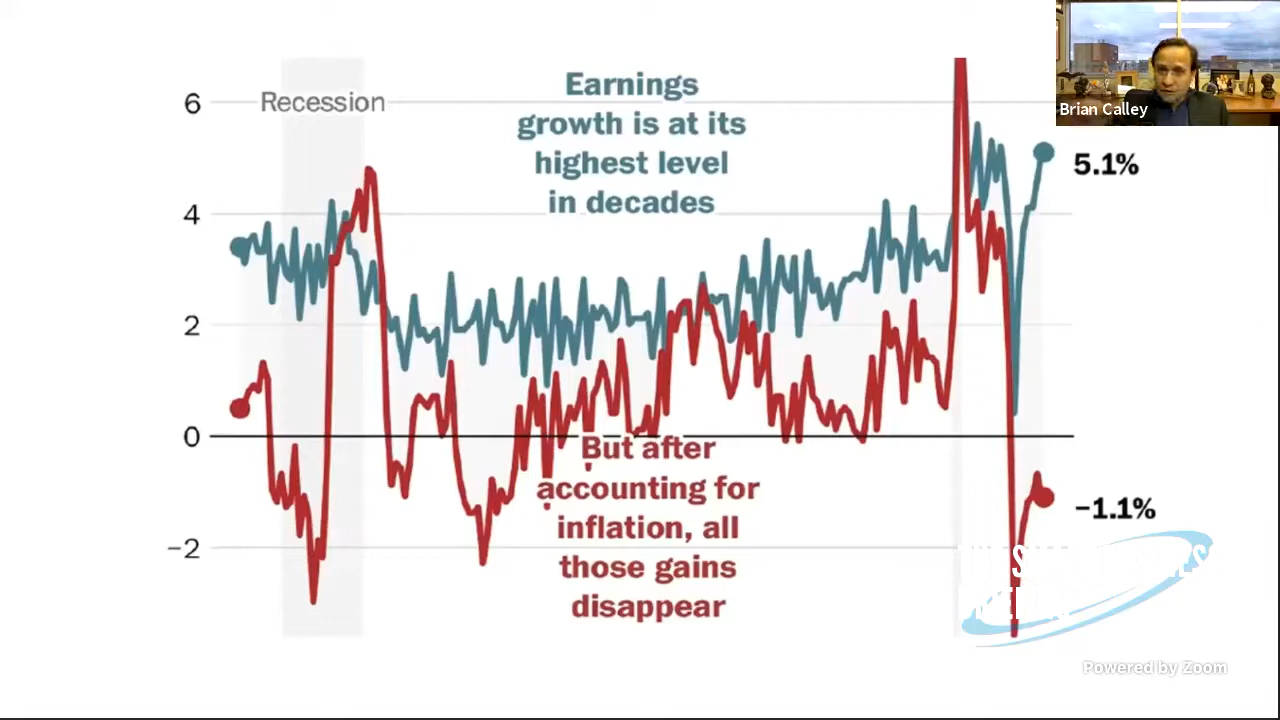 6
Recession
Earnings
growth is at its
highest level
in decades
Brian Calley
5.1%
4
2
0
But after
accounting for
inflation, all
those gains
disappear
−1.1%
−2
Powered by Zoom